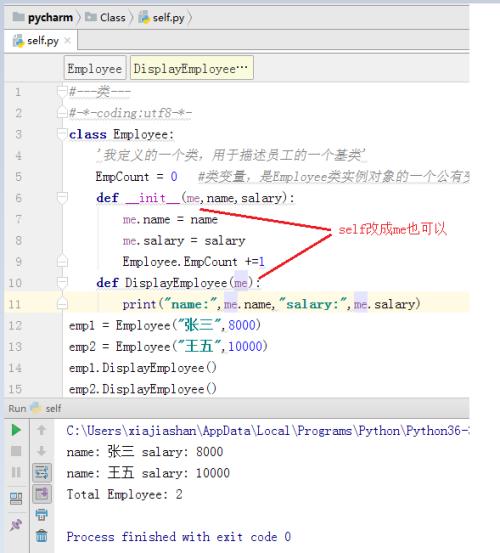 pycharm Class self.py
self.py
Employee DisplayEmployee…
1 #---类---
2 #-*-coding:utf8-*-
3 class Employee:
4 '我定义的一个类，用于描述员工的一个基类'
5 EmpCount = 0 #类变量，是Employee类实例对象的一个公有变
6 def __init__(me,name,salary):
7 me.name = name
self改成me也可以
8 me.salary = salary
9 Employee.EmpCount +=1
10 def DisplayEmployee(me):
11 print("name:",me.name,"salary:",me.salary)
12 emp1 = Employee("张三",8000)
13 emp2 = Employee("王五",10000)
14 emp1.DisplayEmployee()
15 emp2.DisplayEmployee()
Run self
C:\Users\xiajiashan\AppData\Local\Programs\Python\Python36-3
name: 张三 salary: 8000
name: 王五 salary: 10000
Total Employee: 2
Process finished with exit code 0